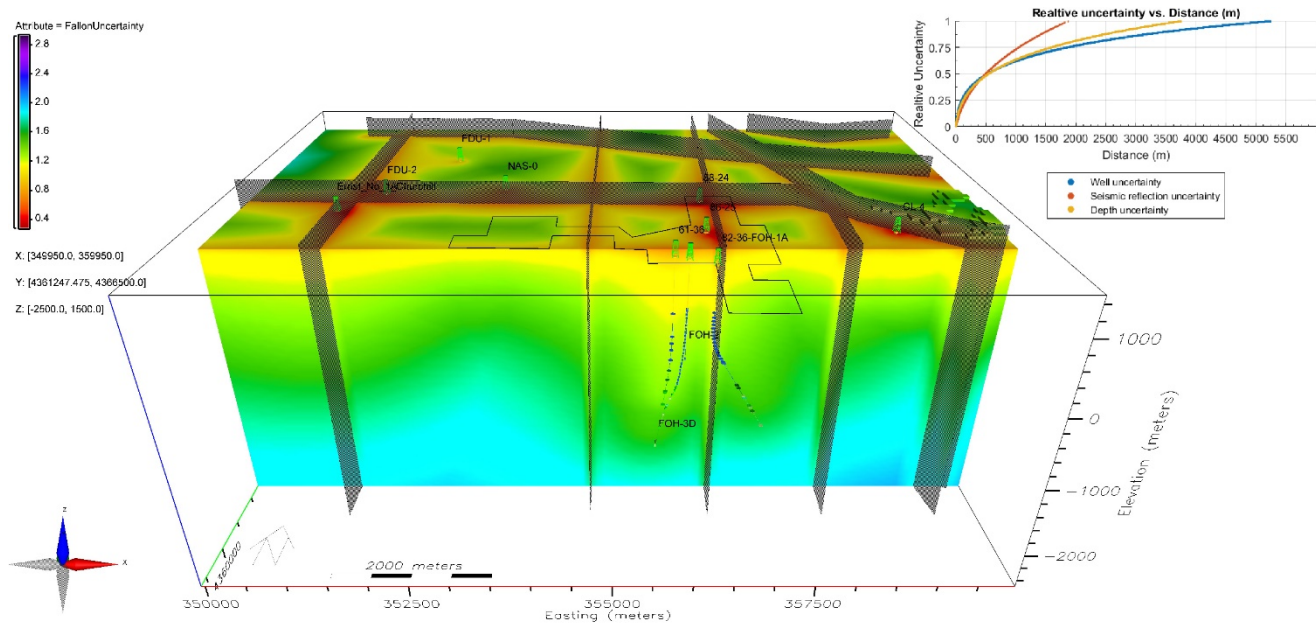 Attribute = FallonUncertainty
2.8
2.4
2.0
1.6
1.2
0.8
0.4
X: [349950.0, 359950.0]
Y: [4361247.475, 4366500.0]
Z: [-2500.0, 1500.0]
Realtive uncertainty vs. Distance (m)
Realtive Uncertainty
1
0.75
0.5
0.25
0
0 500 1000 1500 2000 2500 3000 3500 4000 4500 5000 5500
Distance (m)
Well uncertainty
Seismic reflection uncertainty
Depth uncertainty
FDU-1
FDU-2
NAS-0
88-24
86-25
61-36
82-36-FOH-1A
FOH-3D
1000
0
-1000
-2000
Elevation (meters)
z
x
2000 meters
350000 352500 355000 357500
Easting (meters)